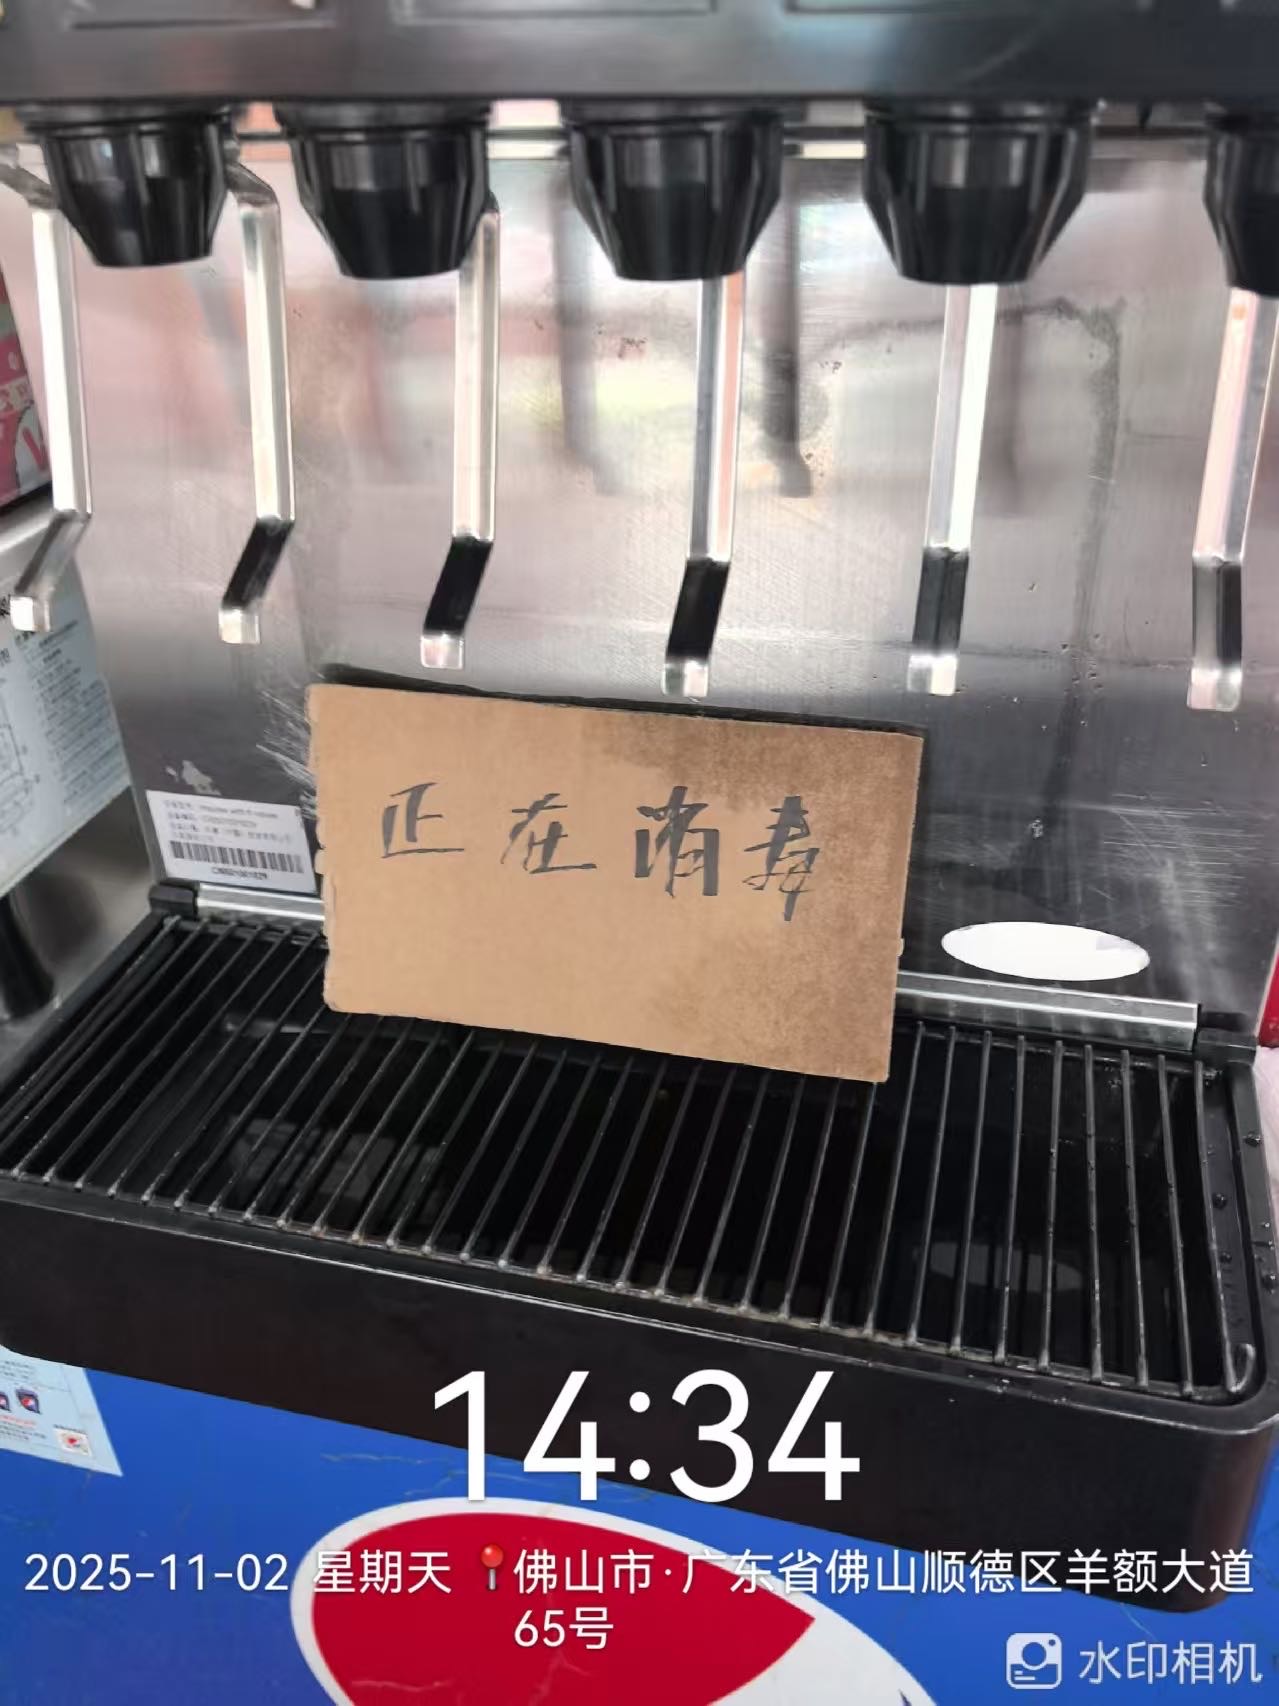 正在消毒
14:34
2025-11-02 星期天 佛山市·广东省佛山顺德区羊额大道
65号
水印相机